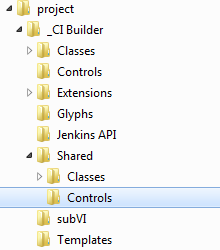 project
_CI Builder
Classes
Controls
Extensions
Glyphs
Jenkins API
Shared
Classes
Controls
subVI
Templates